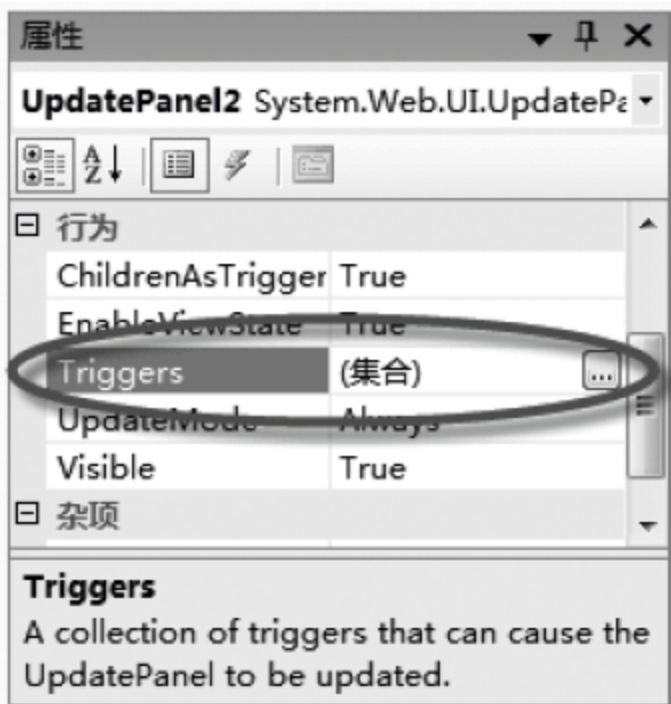 属性
UpdatePanel2 System.Web.UI.UpdatePa
行为
ChildrenAsTrigger True
EnableViewState True
Triggers (集合) ...
UpdateMode Always
Visible True
杂项
Triggers
A collection of triggers that can cause the
UpdatePanel to be updated.